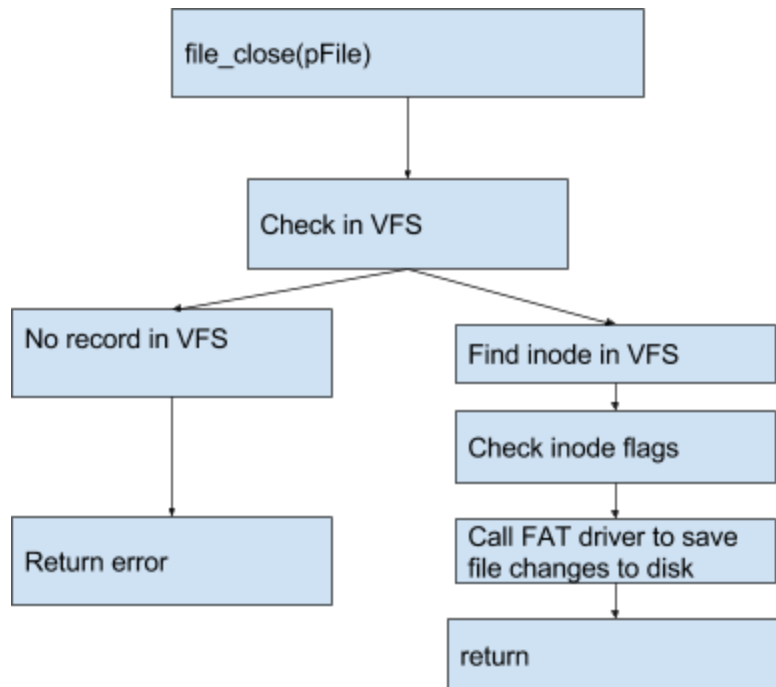 file_close(pFile)
Check in VFS
No record in VFS
Find inode in VFS
Check inode flags
Call FAT driver to save
file changes to disk
Return error
return